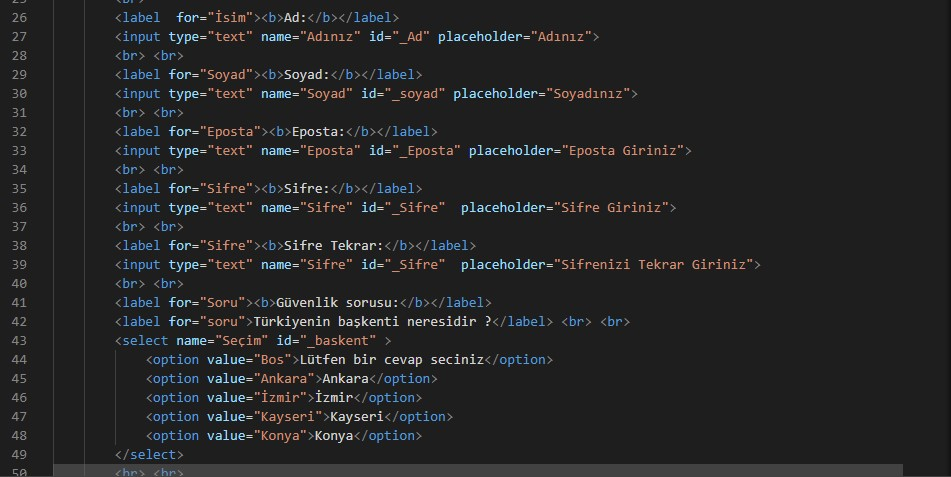 25 <br>
26 <label  for="İsim"><b>Ad:</b></label>
27 <input type="text" name="Adınız" id="_Ad" placeholder="Adınız">
28 <br> <br>
29 <label for="Soyad"><b>Soyad:</b></label>
30 <input type="text" name="Soyad" id="_soyad" placeholder="Soyadınız">
31 <br> <br>
32 <label for="Eposta"><b>Eposta:</b></label>
33 <input type="text" name="Eposta" id="_Eposta" placeholder="Eposta Giriniz">
34 <br> <br>
35 <label for="Sifre"><b>Sifre:</b></label>
36 <input type="text" name="Sifre" id="_Sifre"  placeholder="Sifre Giriniz">
37 <br> <br>
38 <label for="Sifre"><b>Sifre Tekrar:</b></label>
39 <input type="text" name="Sifre" id="_Sifre"  placeholder="Sifrenizi Tekrar Giriniz">
40 <br> <br>
41 <label for="Soru"><b>Güvenlik sorusu:</b></label>
42 <label for="soru">Türkiyenin başkenti neresidir ?</label> <br> <br>
43 <select name="Seçim" id="_baskent" >
44 <option value="Bos">Lütfen bir cevap seciniz</option>
45 <option value="Ankara">Ankara</option>
46 <option value="İzmir">İzmir</option>
47 <option value="Kayseri">Kayseri</option>
48 <option value="Konya">Konya</option>
49 </select>
50 <br> <br>